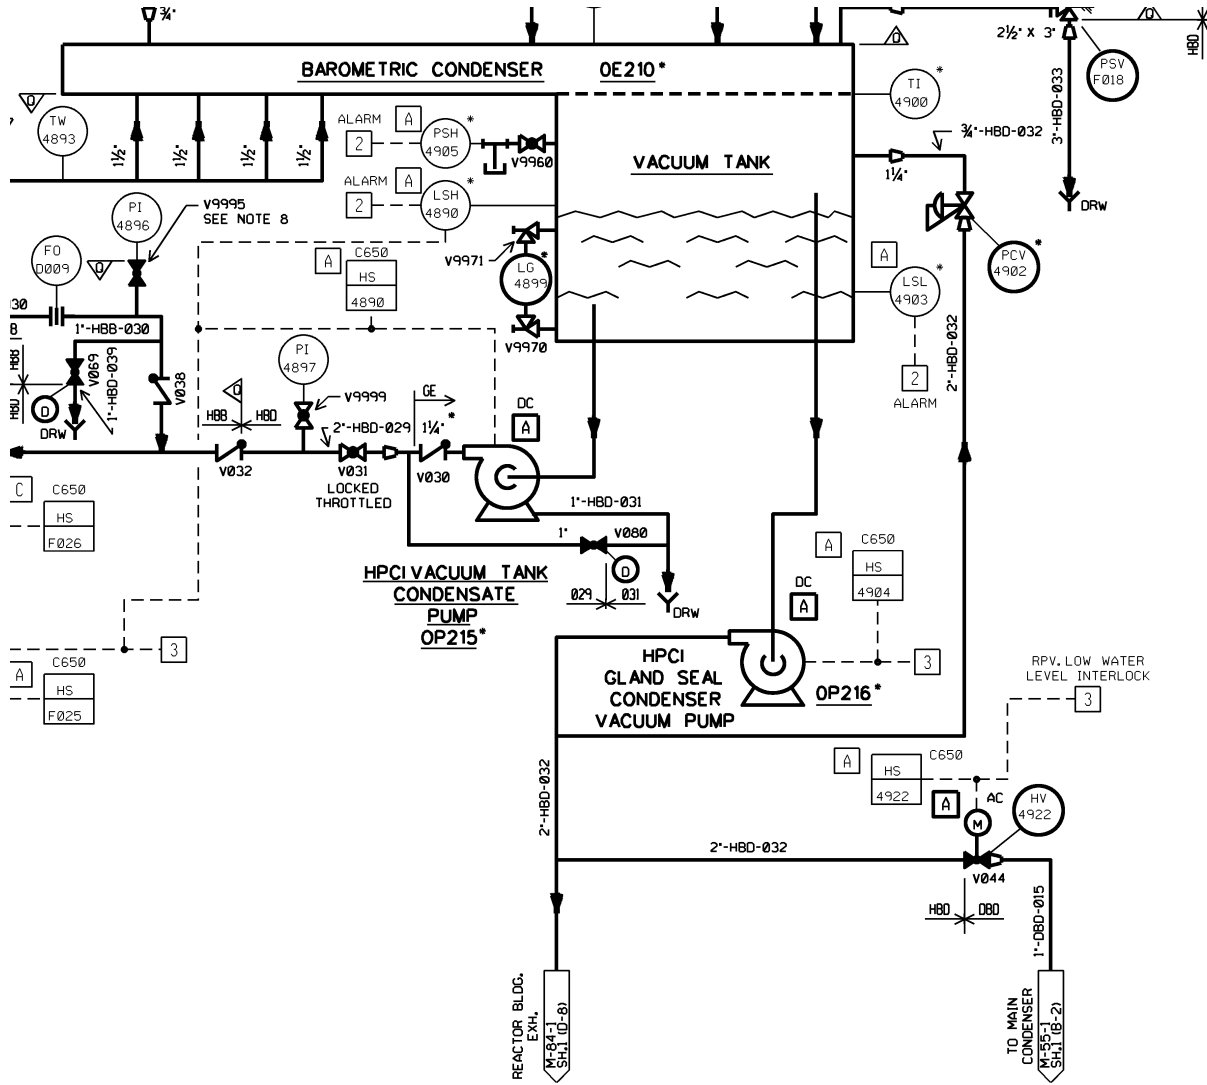 3/4"
Q
2½" X 3"
HBD
PSV
F018
BAROMETRIC CONDENSER 0E210*
TI
4900
*
Q
TW
4893
1½"
1½"
1½"
1½"
ALARM
2
A
PSH
4905
*
V9960
VACUUM TANK
3"-HBD-033
¾"-HBD-032
1¼"
DRW
ALARM
2
A
LSH
4890
*
PI
4896
V9995
SEE NOTE 8
FO
D009
Q
A
C650
HS
4890
V9971
LG
4899
*
V9970
PCV
4902
*
A
LSL
4903
*
2
ALARM
2"-HBD-032
30
B
1"-HBB-030
HBB
HBD
V069
1"-HBD-039
D
DRW
V038
PI
4897
V9999
Q
HBB
HBD
GE
2"-HBD-029
1¼"
*
DC
A
V032
V031
LOCKED
THROTTLED
V030
C
C650
HS
F026
1"-HBD-031
1"
V080
D
029
031
DRW
HPCI VACUUM TANK
CONDENSATE
PUMP
0P215*
A
C650
HS
4904
DC
A
3
3
A
C650
HS
F025
HPCI
GLAND SEAL
CONDENSER
VACUUM PUMP
0P216*
RPV. LOW WATER
LEVEL INTERLOCK
3
A
C650
HS
4922
A
AC
M
HV
4922
2"-HBD-032
2"-HBD-032
V044
HBD
DBD
1"-DBD-015
REACTOR BLDG.
EXH.
M-84-1
SH.1 (D-8)
TO MAIN
CONDENSER
M-55-1
SH.1 (B-2)